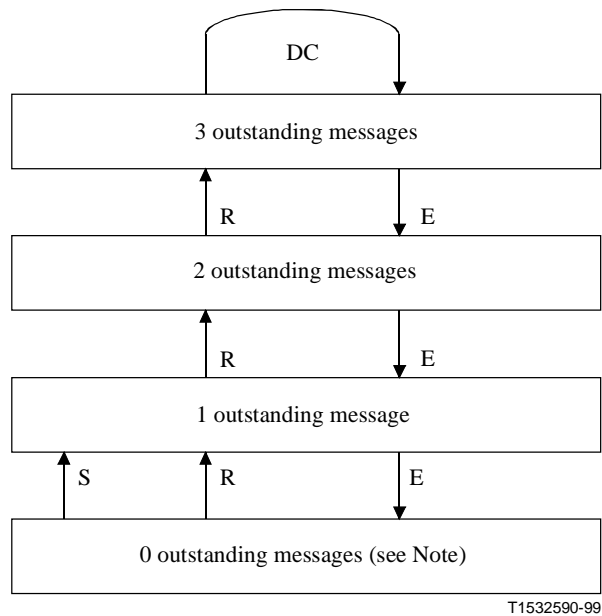 DC
3 outstanding messages
R E
2 outstanding messages
R E
1 outstanding message
S R E
0 outstanding messages (see Note)
T1532590-99